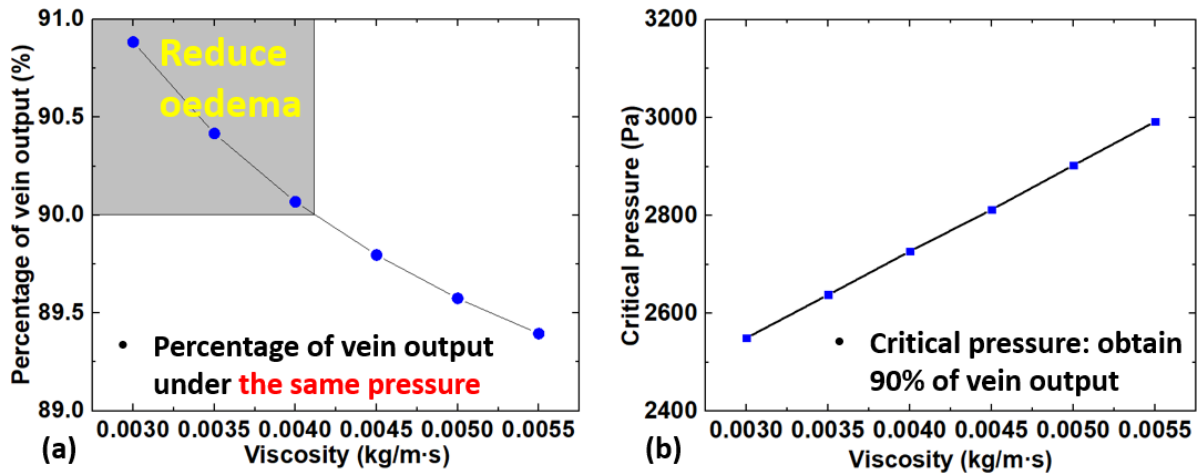 91.0
90.5
90.0
89.5
89.0
Percentage of vein output (%)
Reduce
oedema
• Percentage of vein output
under the same pressure
(a)
0.0030 0.0035 0.0040 0.0045 0.0050 0.0055
Viscosity (kg/m·s)
3200
3000
2800
2600
2400
Critical pressure (Pa)
• Critical pressure: obtain
90% of vein output
(b)
0.0030 0.0035 0.0040 0.0045 0.0050 0.0055
Viscosity (kg/m·s)